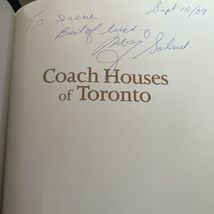 To Irene Sept 10/09
Best of luck
Coach Houses
of Toronto